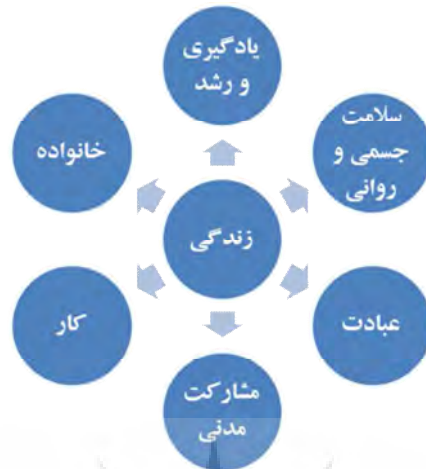 یادگیری
و رشد
سلامت
جسمی و
روانی
خانواده
زندگی
عبادت
کار
مشارکت
مدنی